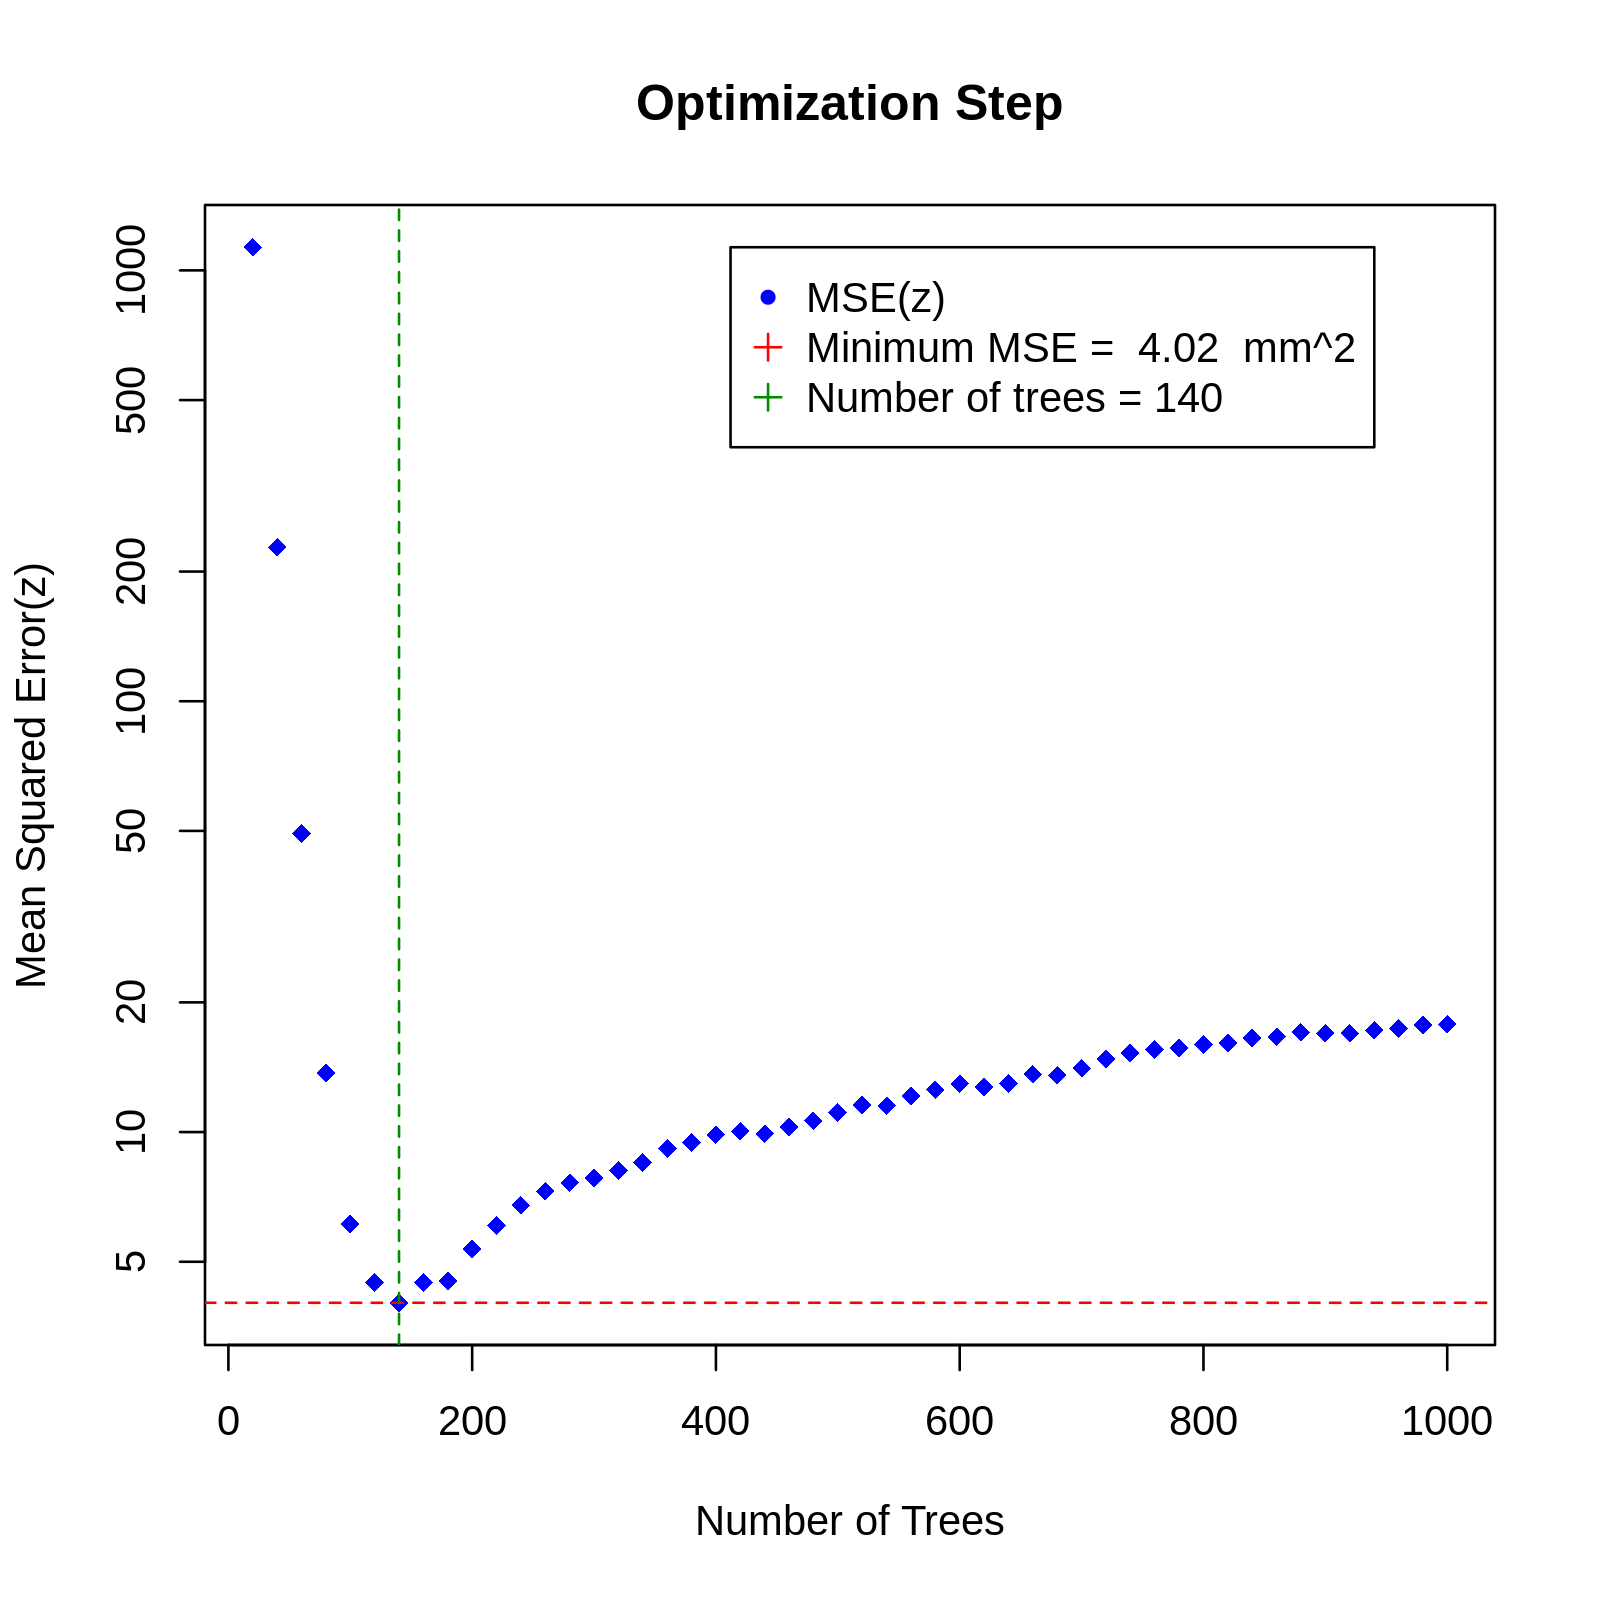 Optimization Step
MSE(z)
Minimum MSE =  4.02  mm^2
Number of trees = 140
Mean Squared Error(z)
1000
500
200
100
50
20
10
5
0 200 400 600 800 1000
Number of Trees